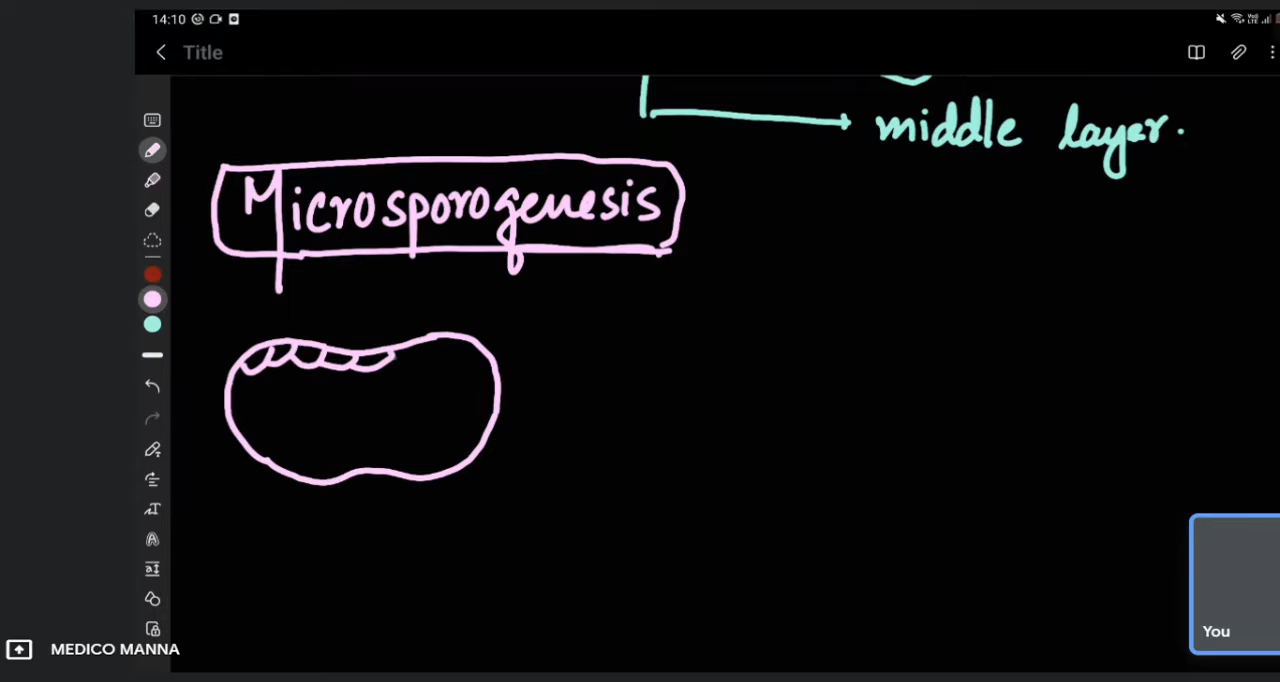 14:10
Title
middle layer.
Microsporogenesis
You
MEDICO MANNA